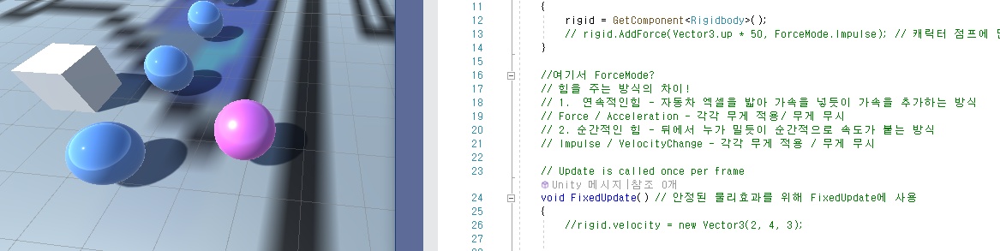 11 {
12 rigid = GetComponent<Rigidbody>();
13 // rigid.AddForce(Vector3.up * 50, ForceMode.Impulse); // 캐릭터 점프에
14 }
15
16 //여기서 ForceMode?
17 // 힘을 주는 방식의 차이!
18 // 1. 연속적인힘 - 자동차 엑셀을 밟아 가속을 넣듯이 가속을 추가하는 방식
19 // Force / Acceleration - 각각 무게 적용/ 무게 무시
20 // 2. 순간적인 힘 - 뒤에서 누가 밀듯이 순간적으로 속도가 붙는 방식
21 // Impulse / VelocityChange - 각각 무게 적용 / 무게 무시
22
23 // Update is called once per frame
Unity 메시지|참조 0개
24 void FixedUpdate() // 안정된 물리효과를 위해 FixedUpdate에 사용
25 {
26 //rigid.velocity = new Vector3(2, 4, 3);
27